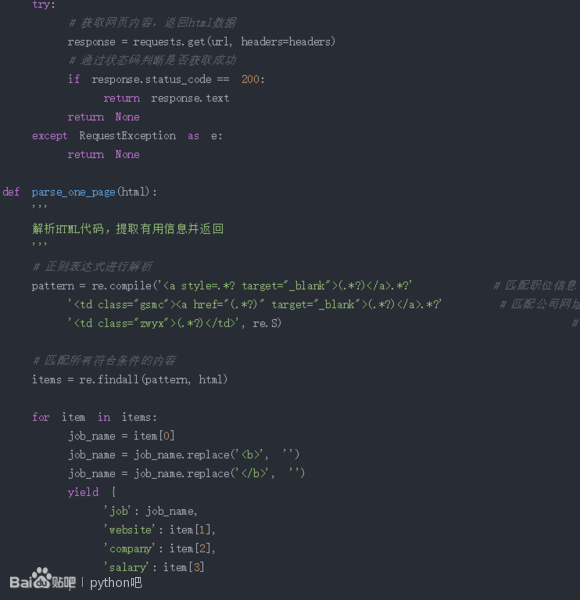 try:
# 获取网页内容，返回html数据
response = requests.get(url, headers=headers)
# 通过状态码判断是否获取成功
if response.status_code == 200:
return response.text
return None
except RequestException as e:
return None
def parse_one_page(html):
'''
解析HTML代码，提取有用信息并返回
'''
# 正则表达式进行解析
pattern = re.compile('<a style=.*? target="_blank">(.*?)</a>.*?' # 匹配职位信息
'<td class="gsmc"><a href="(.*?)" target="_blank">(.*?)</a>.*?' # 匹配公司网址
'<td class="zwyx">(.*?)</td>', re.S) #
# 匹配所有符合条件的内容
items = re.findall(pattern, html)
for item in items:
job_name = item[0]
job_name = job_name.replace('<b>', '')
job_name = job_name.replace('</b>', '')
yield {
'job': job_name,
'website': item[1],
'company': item[2],
'salary': item[3]
Baidu贴吧 | python吧